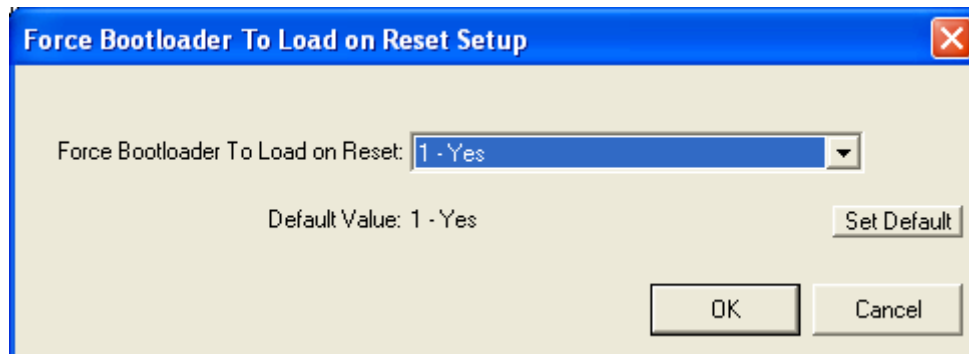 Force Bootloader To Load on Reset Setup
Force Bootloader To Load on Reset: 1 - Yes
Default Value: 1 - Yes
Set Default
OK
Cancel